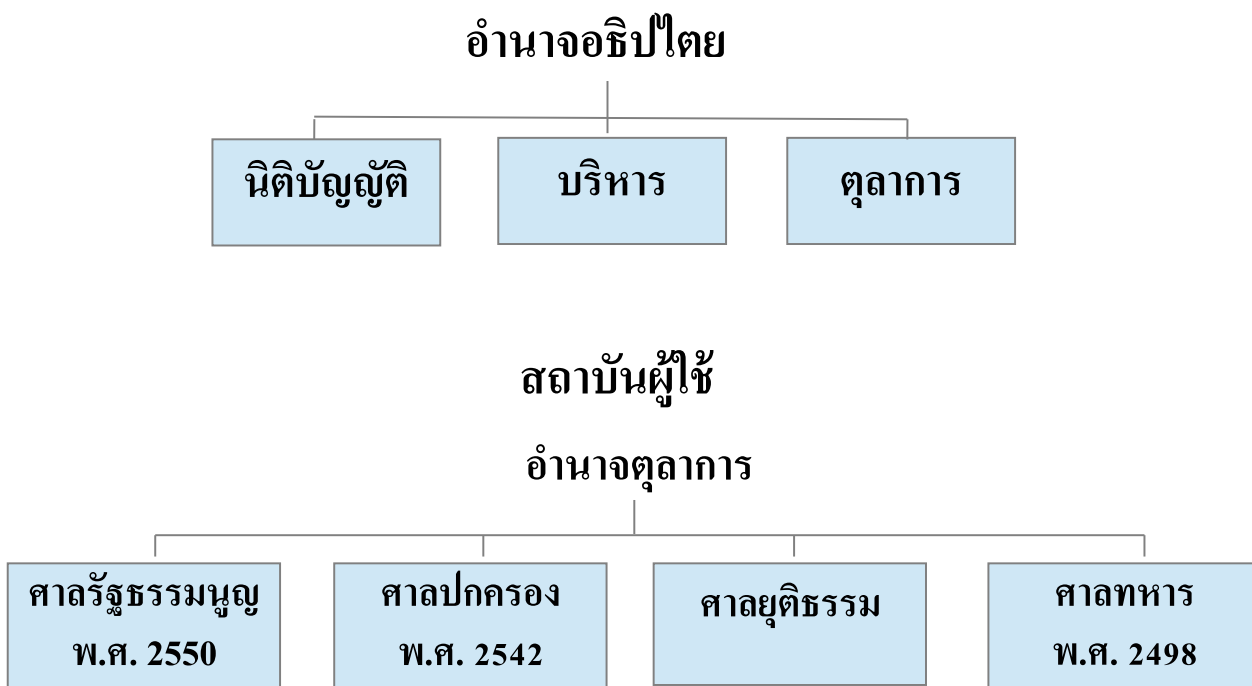 อำนาจอธิปไตย
นิติบัญญัติ
บริหาร
ตุลาการ
สถาบันผู้ใช้
อำนาจตุลาการ
ศาลรัฐธรรมนูญ
พ.ศ. 2550
ศาลปกครอง
พ.ศ. 2542
ศาลยุติธรรม
ศาลทหาร
พ.ศ. 2498